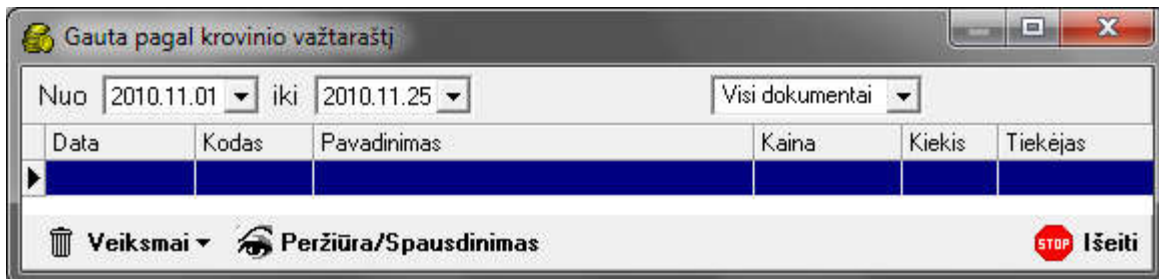 Gauta pagal krovinio važtaraštį
Nuo 2010.11.01 iki 2010.11.25 Visi dokumentai
Data Kodas Pavadinimas Kaina Kiekis Tiekėjas
Veiksmai Peržiūra/Spausdinimas STOP Išeiti